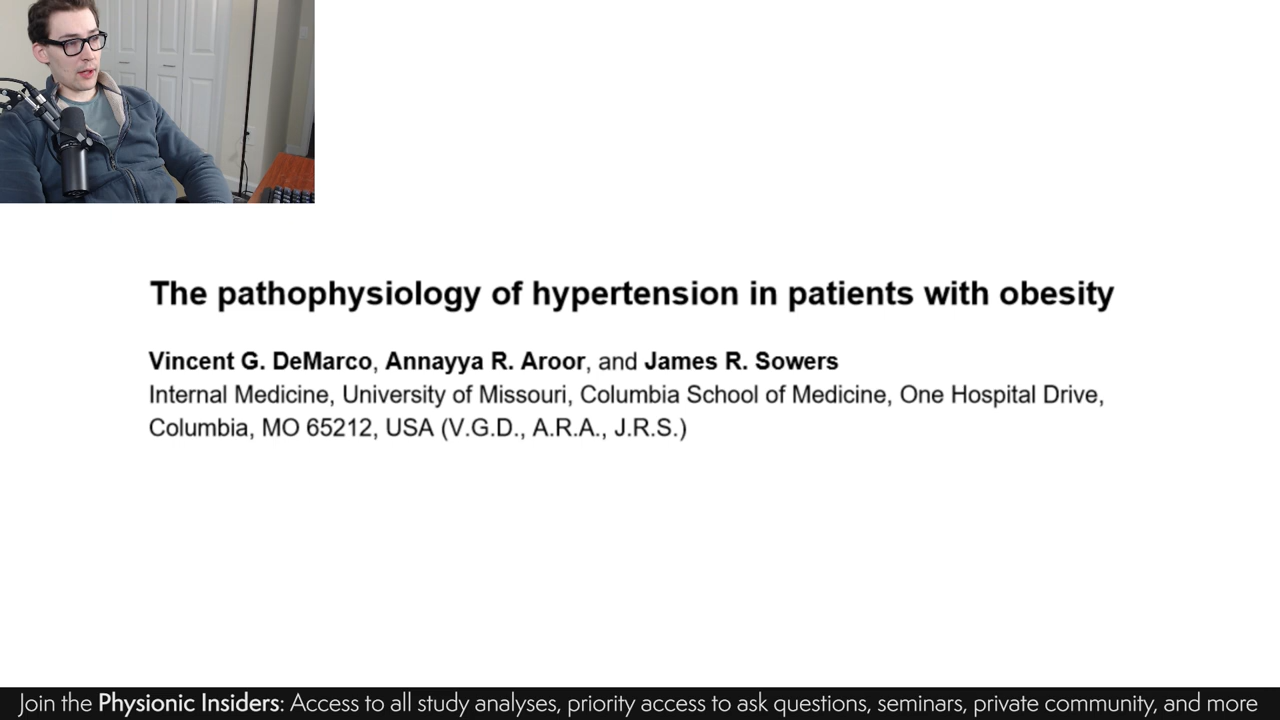 The pathophysiology of hypertension in patients with obesity
Vincent G. DeMarco, Annayya R. Aroor, and James R. Sowers
Internal Medicine, University of Missouri, Columbia School of Medicine, One Hospital Drive,
Columbia, MO 65212, USA (V.G.D., A.R.A., J.R.S.)
Join the Physionic Insiders: Access to all study analyses, priority access to ask questions, seminars, private community, and more